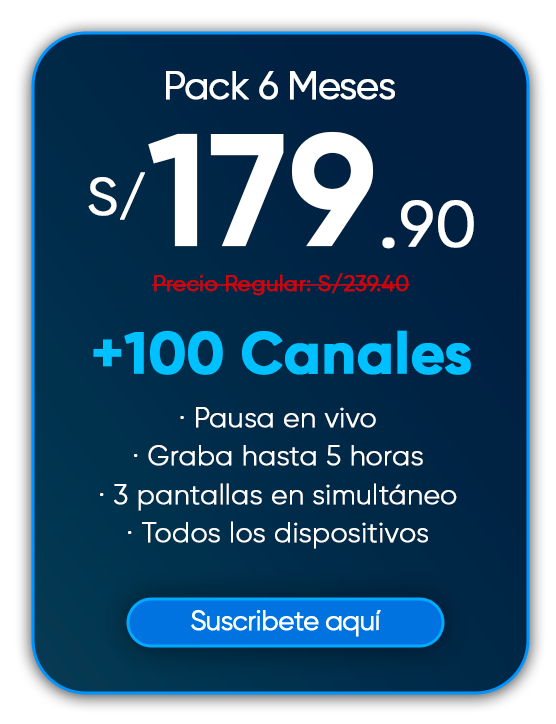 Pack 6 Meses
S/179.90
Precio Regular: S/239.40
+100 Canales
· Pausa en vivo
· Graba hasta 5 horas
· 3 pantallas en simultáneo
· Todos los dispositivos
Suscribete aquí